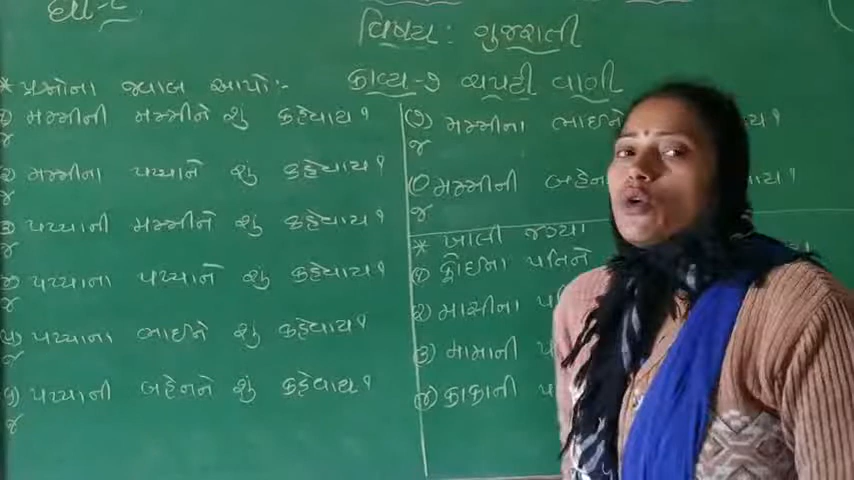 ધો-૮
વિષય: ગુજરાતી
કાવ્ય-૭ ચપટી વાણી
* પ્રશ્નોના જવાબ આપો:-
૧ મમ્મીની મમ્મીને શું કહેવાય?
જ
૨ મમ્મીના પપ્પાને શું કહેવાય?
જ
૩ પપ્પાની મમ્મીને શું કહેવાય?
જ
૪ પપ્પાના પપ્પાને શું કહેવાય?
જ
૫ પપ્પાના ભાઈને શું કહેવાય?
જ
૬ પપ્પાની બહેનને શું કહેવાય?
જ
૭ મમ્મીના ભાઈને
જ
૮ મમ્મીની
જ
* ખાલી જગ્યા
૧ ફોઈના પતિને
૨ માસીના
૩ મામાની
૪ કાકાની